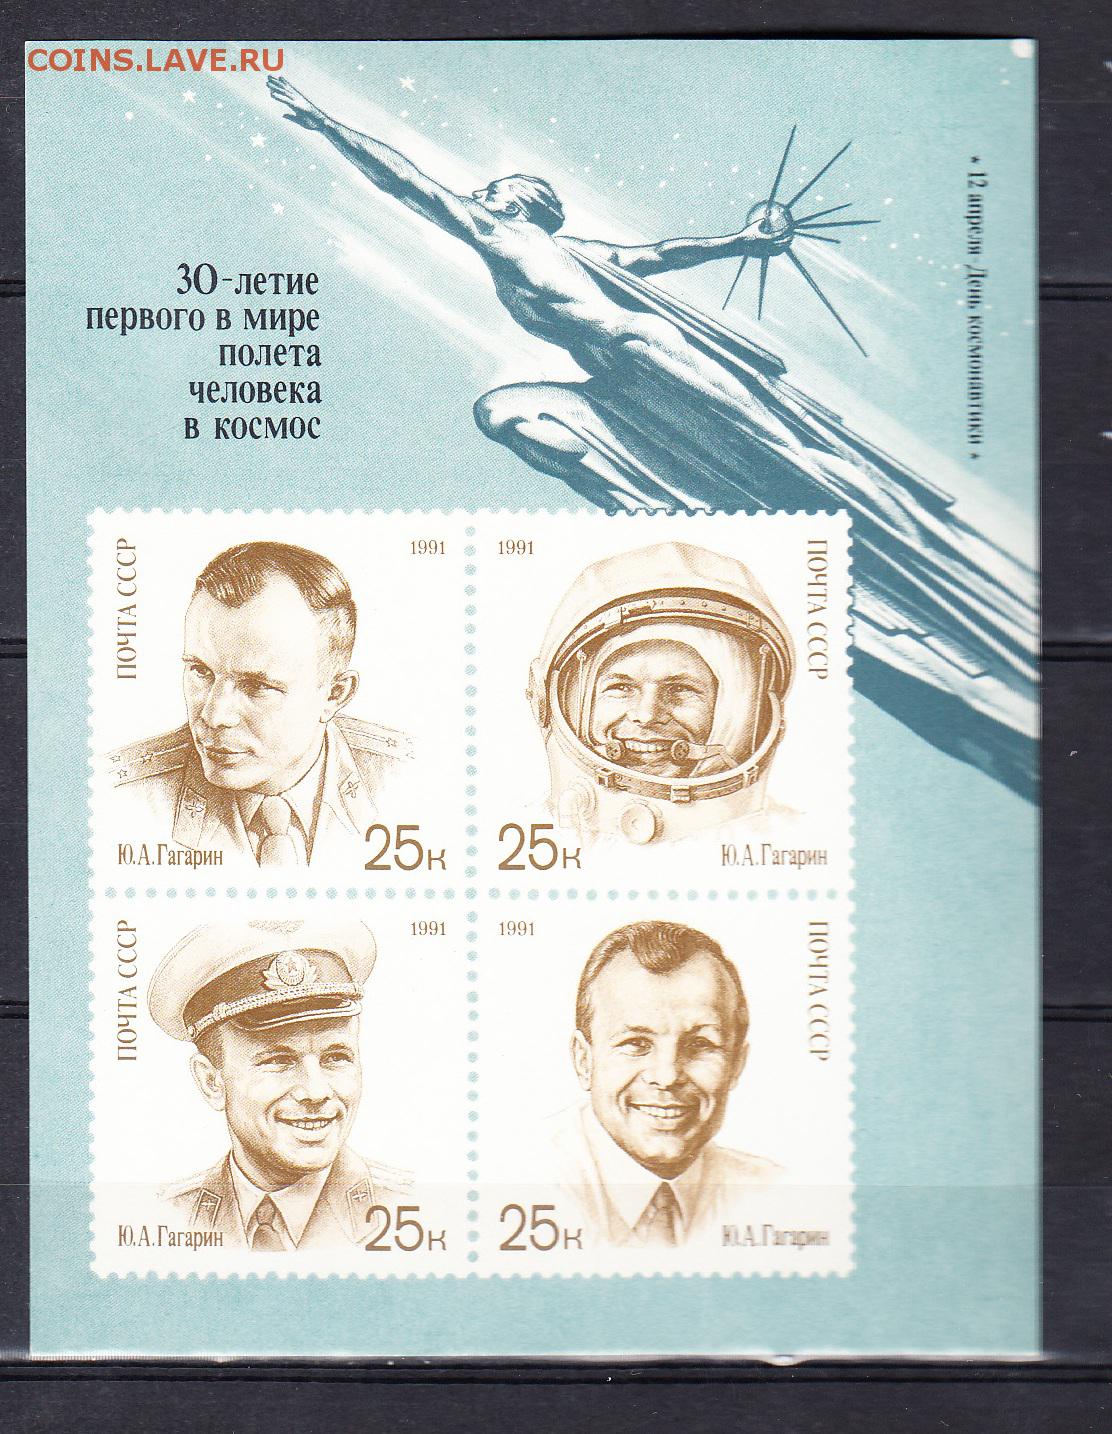 COINS.LAVE.RU
* 12 апреля День космонавтики *
30-летие
первого в мире
полета
человека
в космос
ПОЧТА СССР
1991
Ю.А.Гагарин
25к
1991
ПОЧТА СССР
25к
Ю.А.Гагарин
ПОЧТА СССР
1991
Ю.А.Гагарин
25к
1991
ПОЧТА СССР
25к
Ю.А.Гагарин